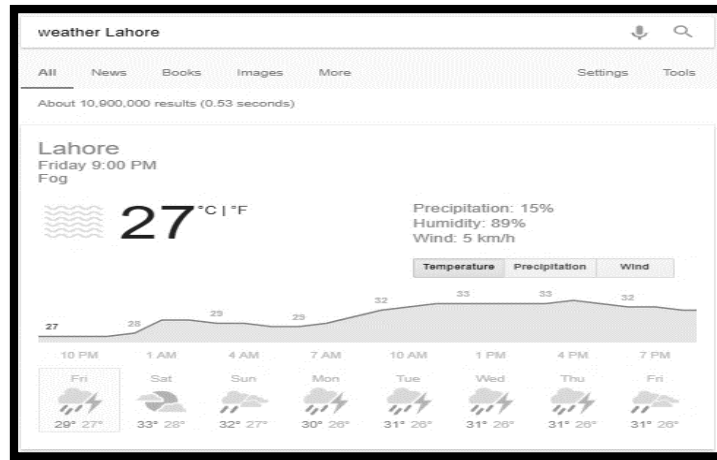 weather Lahore
All News Books Images More Settings Tools
About 10,900,000 results (0.53 seconds)
Lahore
Friday 9:00 PM
Fog
27 °C | °F
Precipitation: 15%
Humidity: 89%
Wind: 5 km/h
Temperature Precipitation Wind
27 28 29 29 32 33 33 32
10 PM 1 AM 4 AM 7 AM 10 AM 1 PM 4 PM 7 PM
Fri Sat Sun Mon Tue Wed Thu Fri
29° 27° 33° 28° 32° 27° 30° 26° 31° 26° 31° 26° 31° 26° 31° 26°